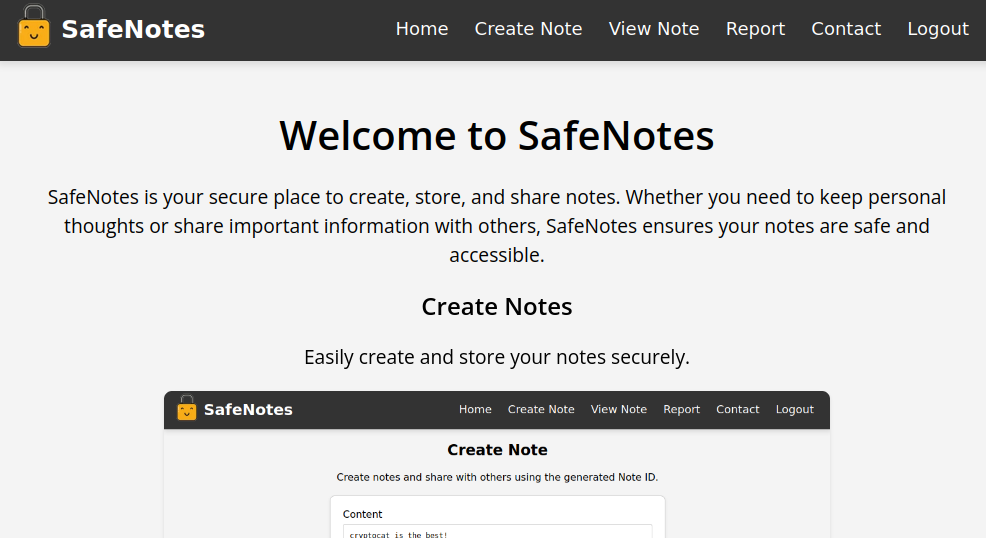 SafeNotes Home Create Note View Note Report Contact Logout
Welcome to SafeNotes
SafeNotes is your secure place to create, store, and share notes. Whether you need to keep personal
thoughts or share important information with others, SafeNotes ensures your notes are safe and
accessible.
Create Notes
Easily create and store your notes securely.
SafeNotes Home Create Note View Note Report Contact Logout
Create Note
Create notes and share with others using the generated Note ID.
Content
cryptocat is the best!